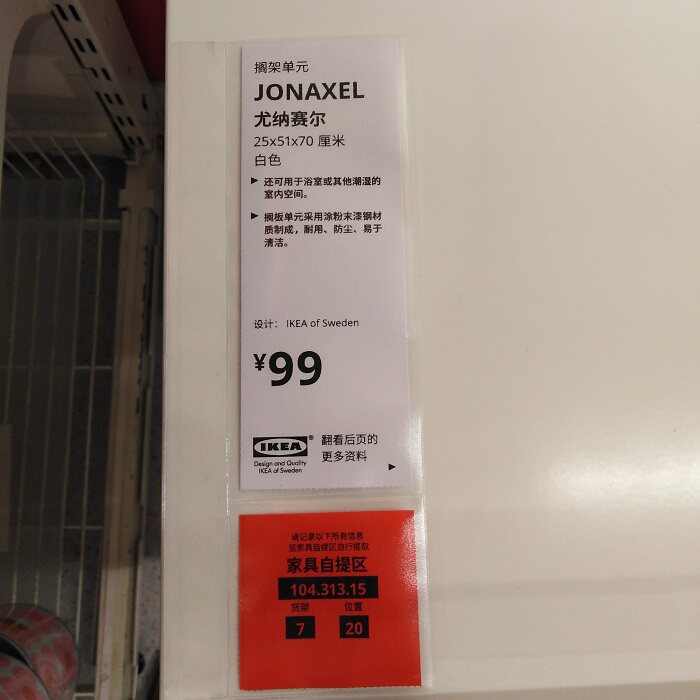 搁架单元
JONAXEL
尤纳赛尔
25x51x70 厘米
白色
▶ 还可用于浴室或其他潮湿的
室内空间。
▶ 搁板单元采用涂粉末漆钢材
质制成，耐用、防尘、易于
清洁。
设计： IKEA of Sweden
¥99
IKEA®
Design and Quality
IKEA of Sweden
翻看后页的
更多资料
▶
请记录以下所有信息
至家具自提区自行提取
家具自提区
104.313.15
货架 位置
7 20